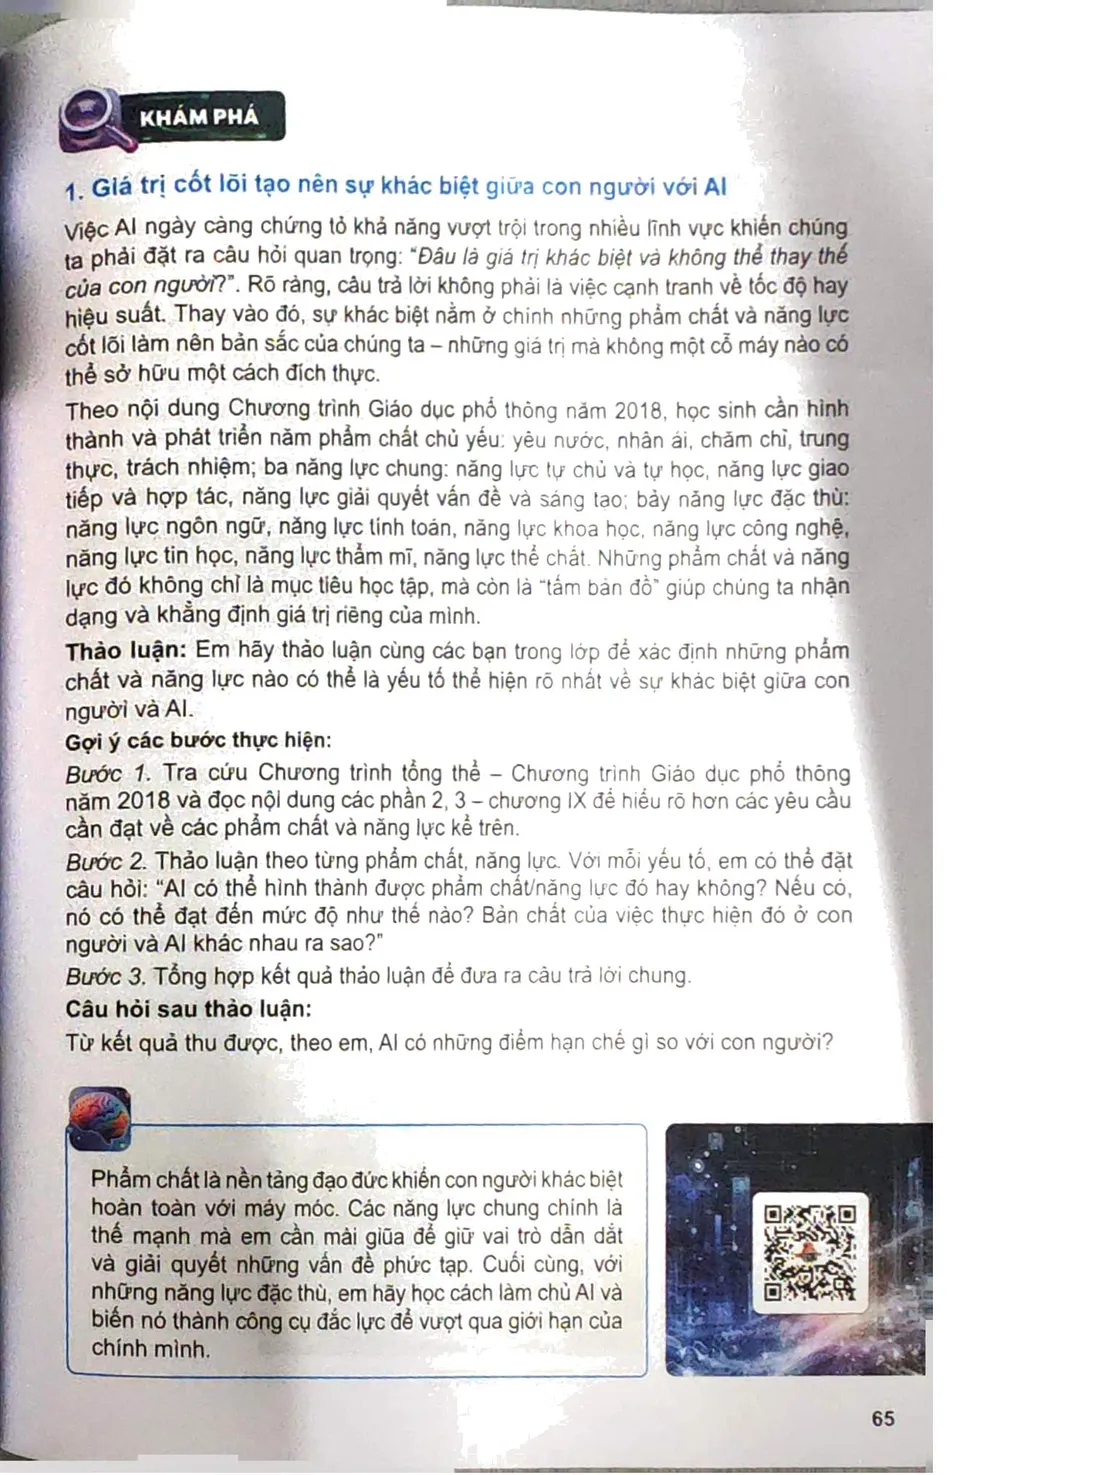 KHÁM PHÁ
1. Giá trị cốt lõi tạo nên sự khác biệt giữa con người với AI
Việc AI ngày càng chứng tỏ khả năng vượt trội trong nhiều lĩnh vực khiến chúng
ta phải đặt ra câu hỏi quan trọng: “Đâu là giá trị khác biệt và không thể thay thế
của con người?”. Rõ ràng, câu trả lời không phải là việc cạnh tranh về tốc độ hay
hiệu suất. Thay vào đó, sự khác biệt nằm ở chính những phẩm chất và năng lực
cốt lõi làm nên bản sắc của chúng ta – những giá trị mà không một cỗ máy nào có
thể sở hữu một cách đích thực.
Theo nội dung Chương trình Giáo dục phổ thông năm 2018, học sinh cần hình
thành và phát triển năm phẩm chất chủ yếu: yêu nước, nhân ái, chăm chỉ, trung
thực, trách nhiệm; ba năng lực chung: năng lực tự chủ và tự học, năng lực giao
tiếp và hợp tác, năng lực giải quyết vấn đề và sáng tạo; bảy năng lực đặc thù:
năng lực ngôn ngữ, năng lực tính toán, năng lực khoa học, năng lực công nghệ,
năng lực tin học, năng lực thẩm mĩ, năng lực thể chất. Những phẩm chất và năng
lực đó không chỉ là mục tiêu học tập, mà còn là “tấm bản đồ” giúp chúng ta nhận
dạng và khẳng định giá trị riêng của mình.
Thảo luận: Em hãy thảo luận cùng các bạn trong lớp để xác định những phẩm
chất và năng lực nào có thể là yếu tố thể hiện rõ nhất về sự khác biệt giữa con
người và AI.
Gợi ý các bước thực hiện:
Bước 1. Tra cứu Chương trình tổng thể – Chương trình Giáo dục phổ thông
năm 2018 và đọc nội dung các phần 2, 3 – chương IX để hiểu rõ hơn các yêu cầu
cần đạt về các phẩm chất và năng lực kể trên.
Bước 2. Thảo luận theo từng phẩm chất, năng lực. Với mỗi yếu tố, em có thể đặt
câu hỏi: “AI có thể hình thành được phẩm chất/năng lực đó hay không? Nếu có,
nó có thể đạt đến mức độ như thế nào? Bản chất của việc thực hiện đó ở con
người và AI khác nhau ra sao?”
Bước 3. Tổng hợp kết quả thảo luận để đưa ra câu trả lời chung.
Câu hỏi sau thảo luận:
Từ kết quả thu được, theo em, AI có những điểm hạn chế gì so với con người?
Phẩm chất là nền tảng đạo đức khiến con người khác biệt
hoàn toàn với máy móc. Các năng lực chung chính là
thế mạnh mà em cần mài giũa để giữ vai trò dẫn dắt
và giải quyết những vấn đề phức tạp. Cuối cùng, với
những năng lực đặc thù, em hãy học cách làm chủ AI và
biến nó thành công cụ đắc lực để vượt qua giới hạn của
chính mình.
65